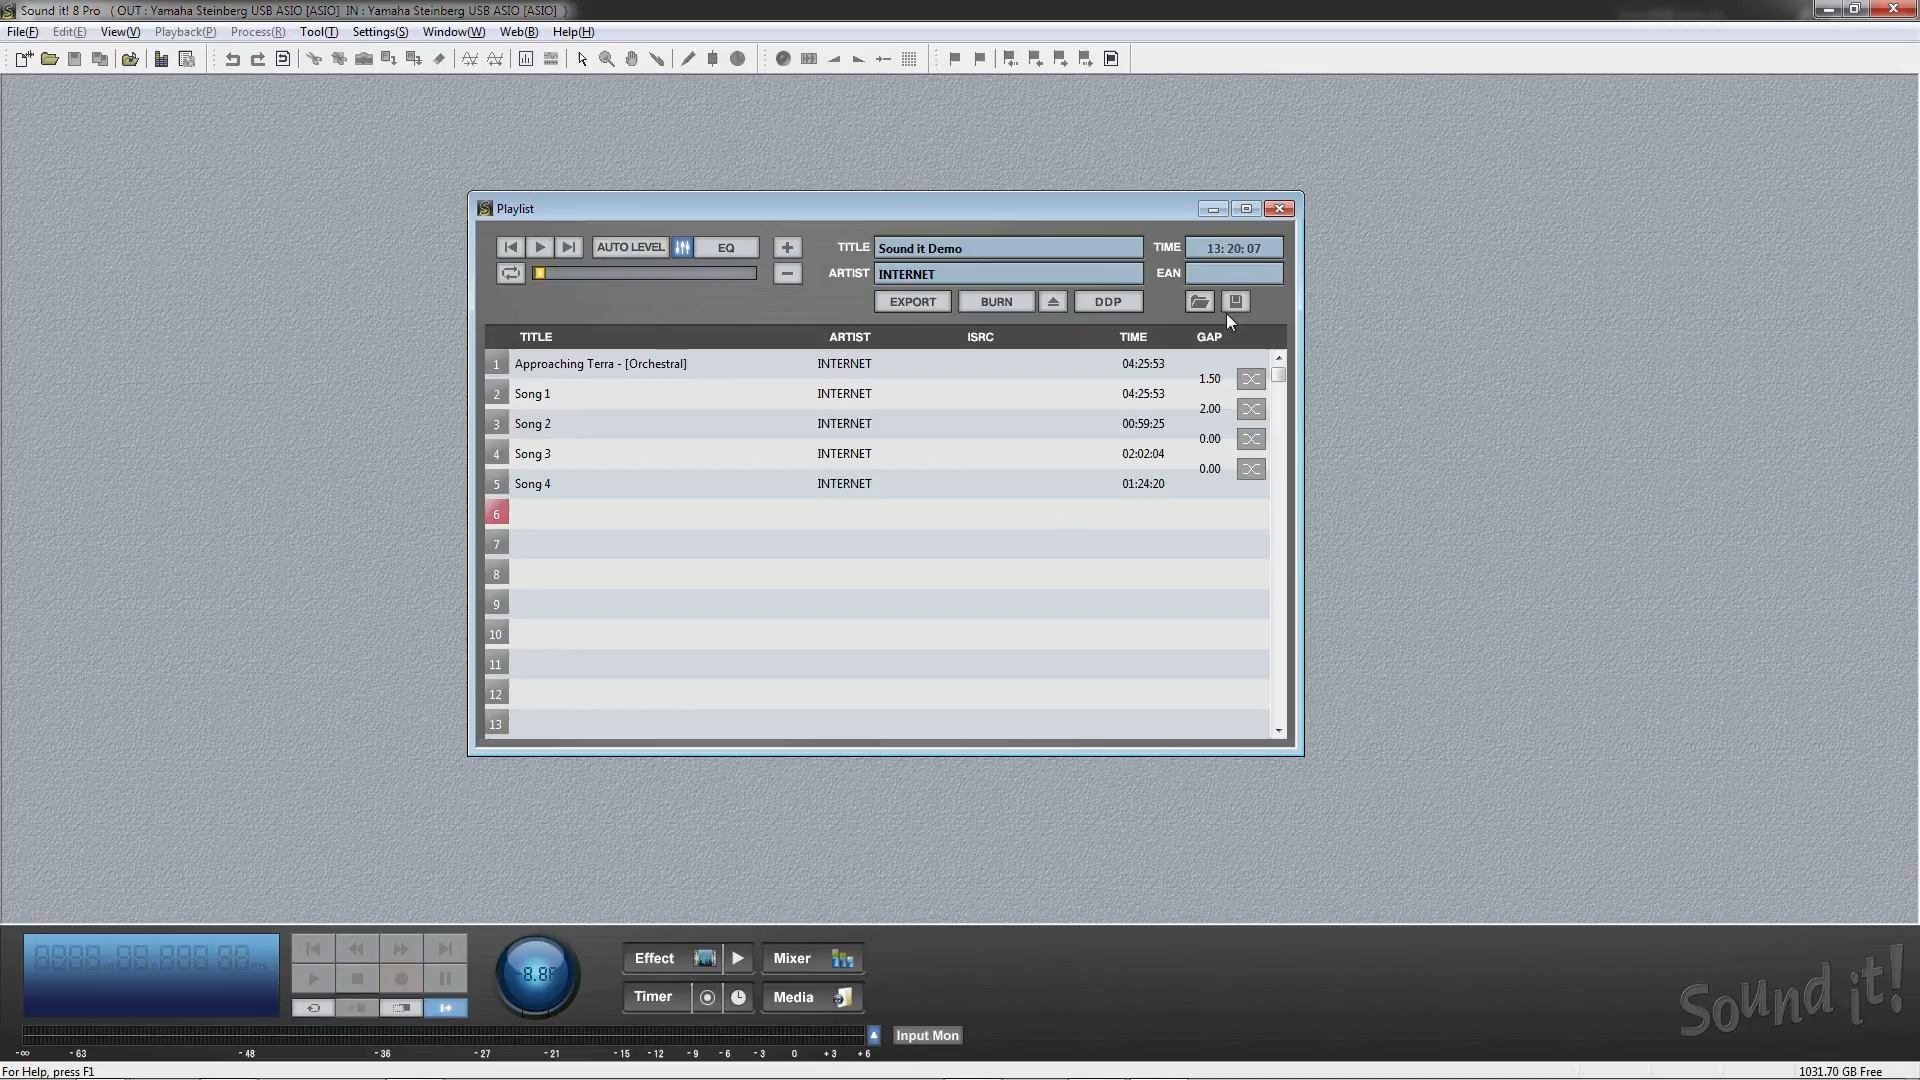 Sound it! 8 Pro   ( OUT : Yamaha Steinberg USB ASIO [ASIO]  IN : Yamaha Steinberg USB ASIO [ASIO]  )
File(F) Edit(E) View(V) Playback(P) Process(R) Tool(T) Settings(S) Window(W) Web(B) Help(H)
Playlist
AUTO LEVEL EQ + TITLE Sound it Demo TIME 13: 20: 07
− ARTIST INTERNET EAN
EXPORT BURN DDP
TITLE ARTIST ISRC TIME GAP
1 Approaching Terra - [Orchestral] INTERNET 04:25:53
1.50
2 Song 1 INTERNET 04:25:53
2.00
3 Song 2 INTERNET 00:59:25
0.00
4 Song 3 INTERNET 02:02:04
0.00
5 Song 4 INTERNET 01:24:20
6
7
8
9
10
11
12
13
Effect Mixer
-8.88
Timer Media
Sound it!
Input Mon
-∞ -63 -48 -36 -27 -21 -15 -12 -9 -6 -3 0 +3 +6
For Help, press F1 1031.70 GB Free